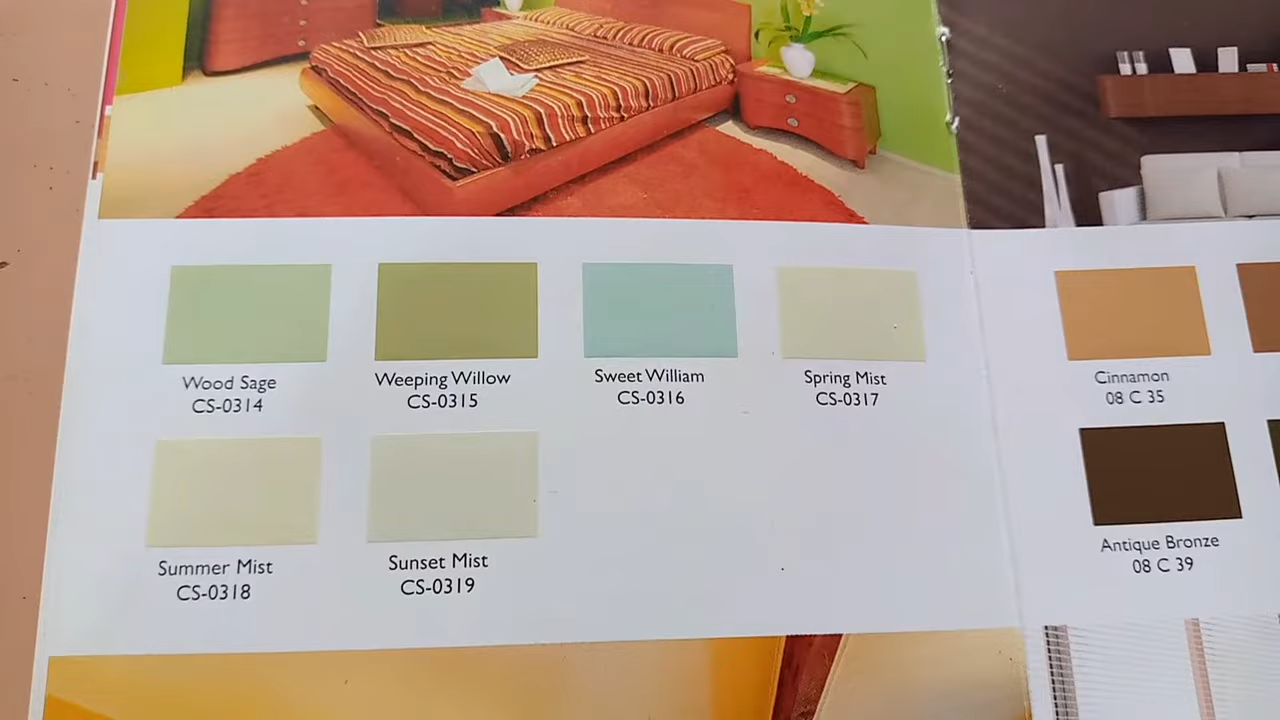 Wood Sage
CS-0314
Weeping Willow
CS-0315
Sweet William
CS-0316
Spring Mist
CS-0317
Summer Mist
CS-0318
Sunset Mist
CS-0319
Cinnamon
08 C 35
Antique Bronze
08 C 39